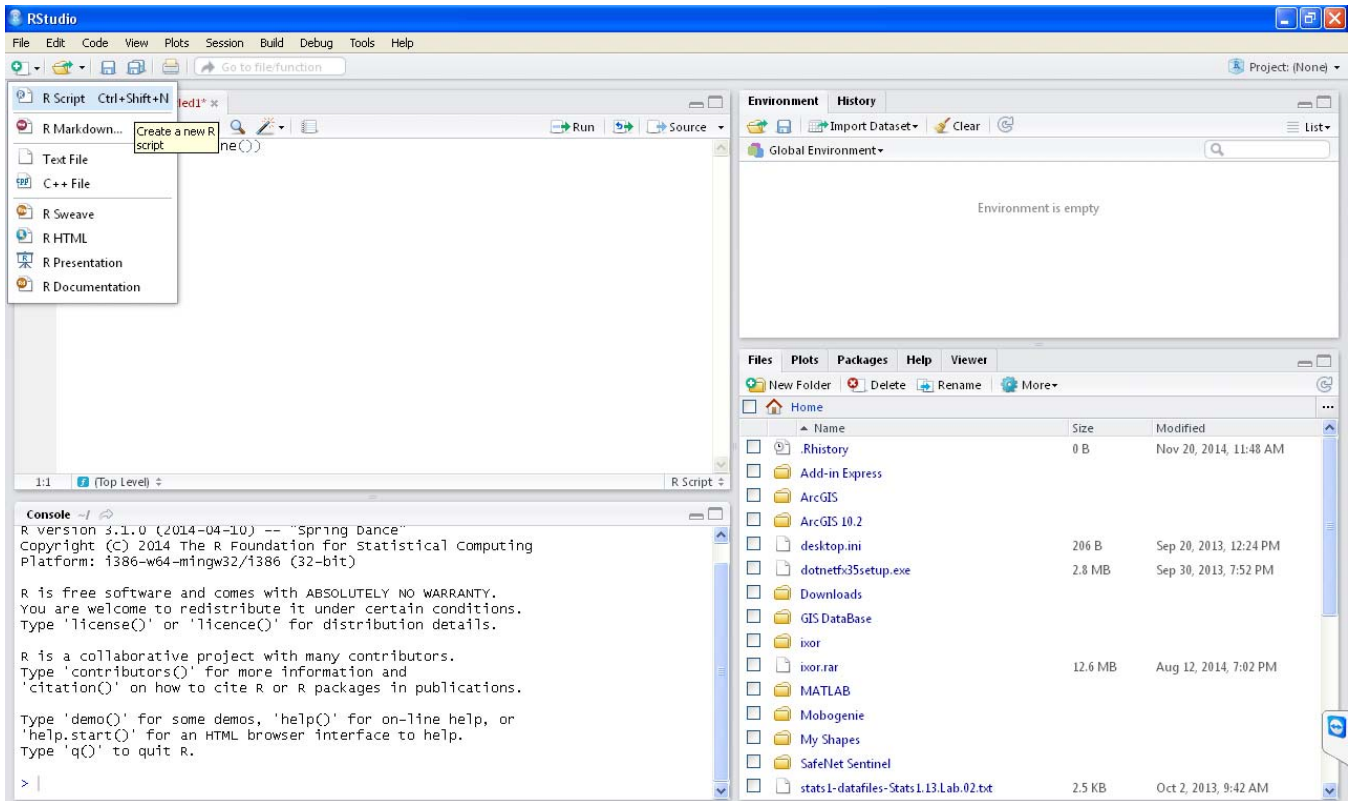 RStudio
File Edit Code View Plots Session Build Debug Tools Help
Go to file/function
Project: (None)
R Script Ctrl+Shift+N
R Markdown...
Text File
C++ File
R Sweave
R HTML
R Presentation
R Documentation
Create a new R
script
led1*
Run Source
ne())
1:1 (Top Level) R Script
Console ~/
R version 3.1.0 (2014-04-10) -- "Spring Dance"
Copyright (C) 2014 The R Foundation for Statistical Computing
Platform: i386-w64-mingw32/i386 (32-bit)
R is free software and comes with ABSOLUTELY NO WARRANTY.
You are welcome to redistribute it under certain conditions.
Type 'license()' or 'licence()' for distribution details.
R is a collaborative project with many contributors.
Type 'contributors()' for more information and
'citation()' on how to cite R or R packages in publications.
Type 'demo()' for some demos, 'help()' for on-line help, or
'help.start()' for an HTML browser interface to help.
Type 'q()' to quit R.
>
Environment History
Import Dataset Clear List
Global Environment
Environment is empty
Files Plots Packages Help Viewer
New Folder Delete Rename More
Home ...
Name Size Modified
.Rhistory 0 B Nov 20, 2014, 11:48 AM
Add-in Express
ArcGIS
ArcGIS 10.2
desktop.ini 206 B Sep 20, 2013, 12:24 PM
dotnetfx35setup.exe 2.8 MB Sep 30, 2013, 7:52 PM
Downloads
GIS DataBase
ixor
ixor.rar 12.6 MB Aug 12, 2014, 7:02 PM
MATLAB
Mobogenie
My Shapes
SafeNet Sentinel
stats1-datafiles-Stats1.13.Lab.02.txt 2.5 KB Oct 2, 2013, 9:42 AM